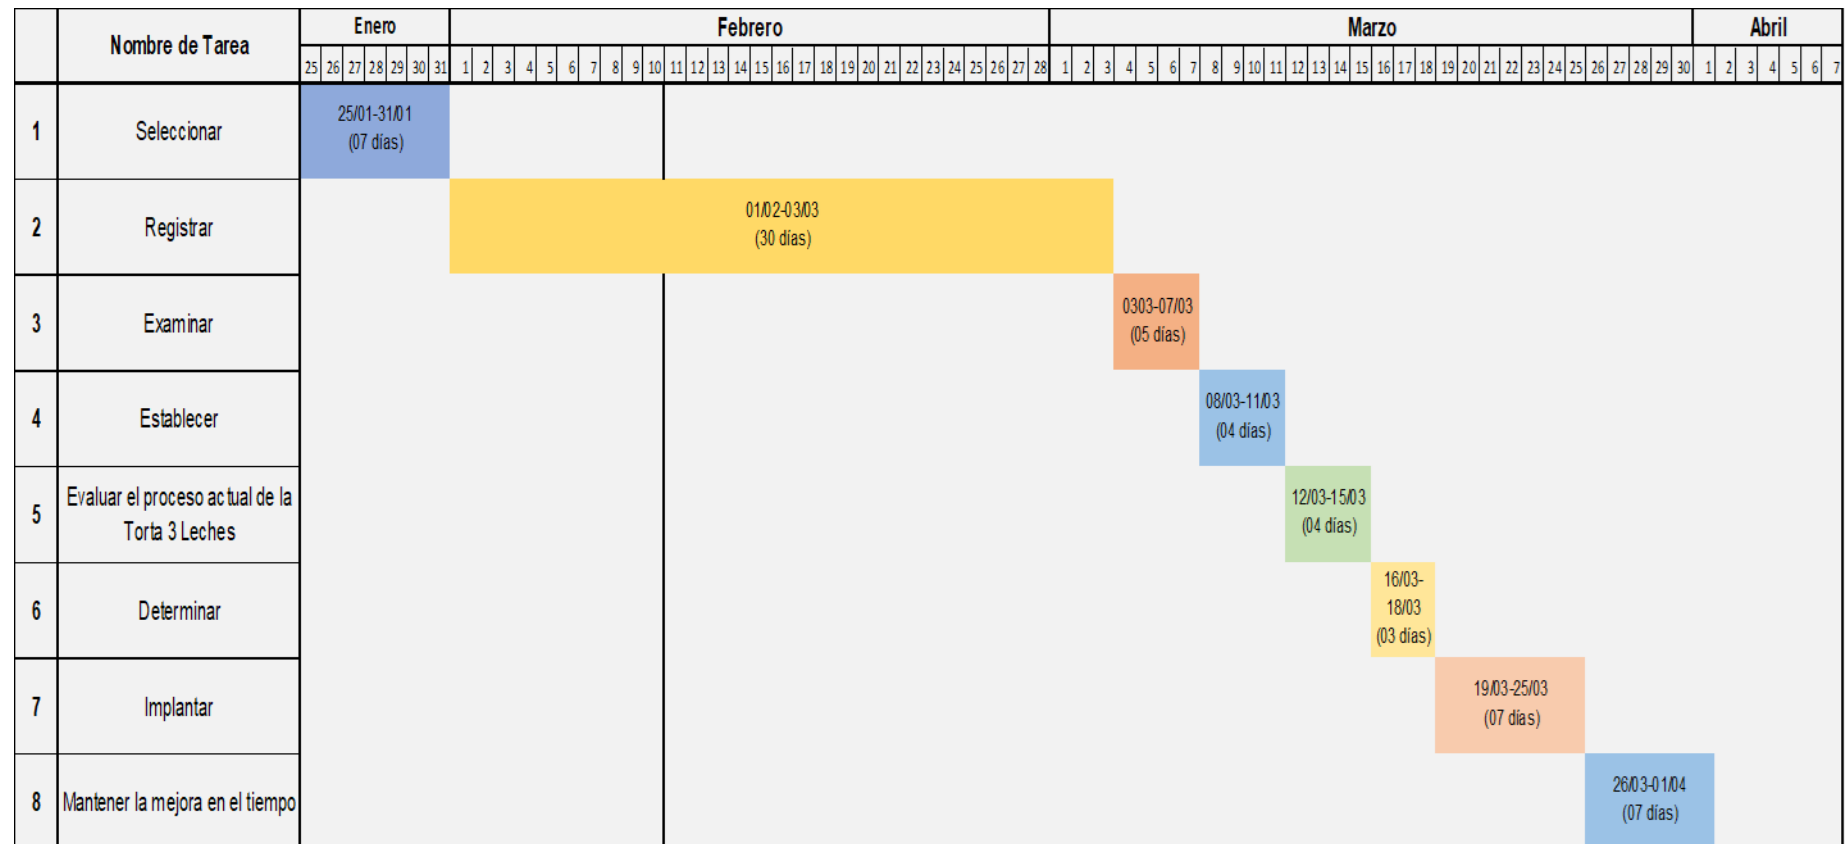 Nombre de Tarea
Enero Febrero Marzo Abril
25 26 27 28 29 30 31 1 2 3 4 5 6 7 8 9 10 11 12 13 14 15 16 17 18 19 20 21 22 23 24 25 26 27 28 1 2 3 4 5 6 7 8 9 10 11 12 13 14 15 16 17 18 19 20 21 22 23 24 25 26 27 28 29 30 1 2 3 4 5 6 7
1 Seleccionar
25/01-31/01
(07 días)
2 Registrar
01/02-03/03
(30 días)
3 Examinar
0303-07/03
(05 días)
4 Establecer
08/03-11/03
(04 días)
5 Evaluar el proceso actual de la
Torta 3 Leches
12/03-15/03
(04 días)
6 Determinar
16/03-
18/03
(03 días)
7 Implantar
19/03-25/03
(07 días)
8 Mantener la mejora en el tiempo
26/03-01/04
(07 días)